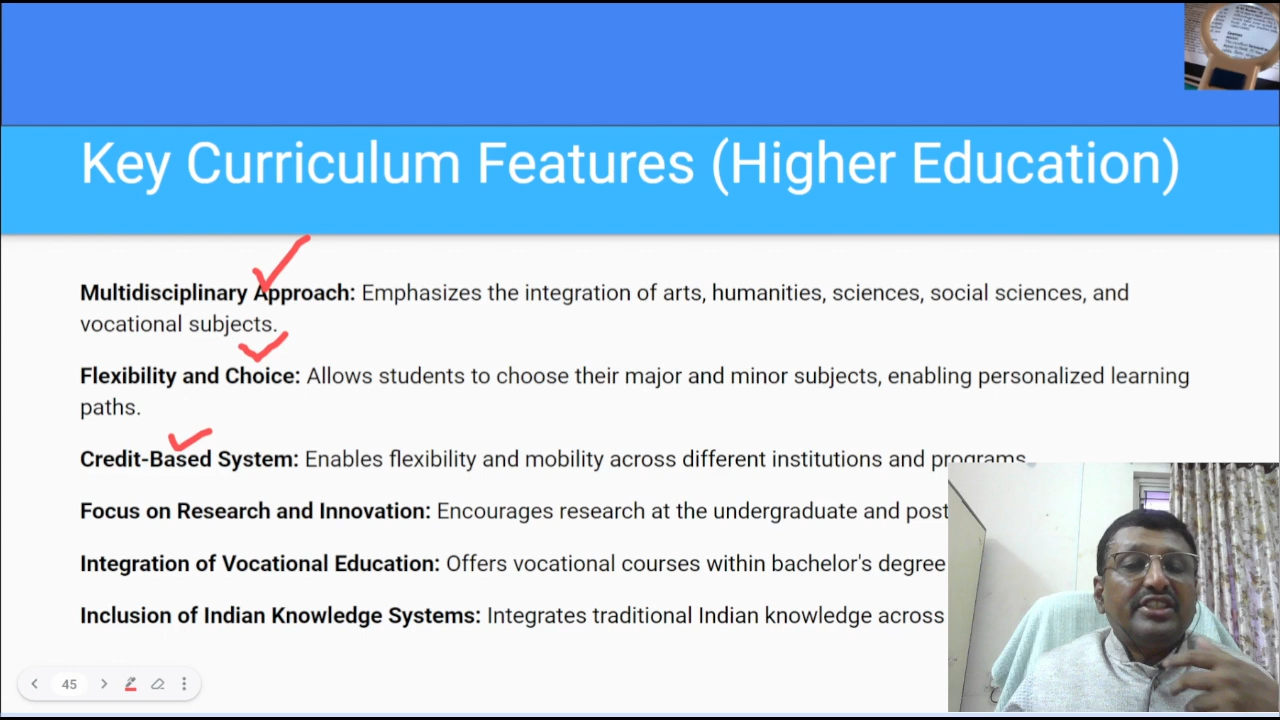 Key Curriculum Features (Higher Education)
Multidisciplinary Approach: Emphasizes the integration of arts, humanities, sciences, social sciences, and
vocational subjects.
Flexibility and Choice: Allows students to choose their major and minor subjects, enabling personalized learning
paths.
Credit-Based System: Enables flexibility and mobility across different institutions and programs
Focus on Research and Innovation: Encourages research at the undergraduate and post
Integration of Vocational Education: Offers vocational courses within bachelor's degree
Inclusion of Indian Knowledge Systems: Integrates traditional Indian knowledge across
45